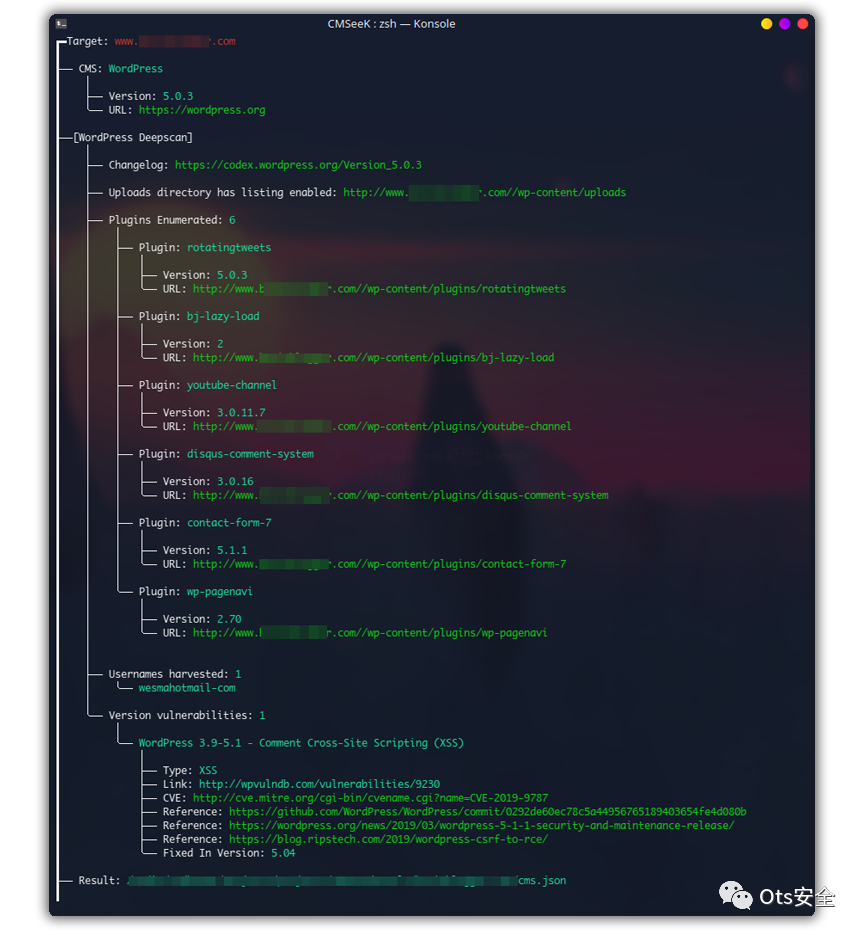 CMSeeK : zsh — Konsole
Target: www. .com
CMS: WordPress
Version: 5.0.3
URL: https://wordpress.org
[WordPress Deepscan]
Changelog: https://codex.wordpress.org/Version_5.0.3
Uploads directory has listing enabled: http://www. .com//wp-content/uploads
Plugins Enumerated: 6
Plugin: rotatingtweets
Version: 5.0.3
URL: http://www. .com//wp-content/plugins/rotatingtweets
Plugin: bj-lazy-load
Version: 2
URL: http://www. .com//wp-content/plugins/bj-lazy-load
Plugin: youtube-channel
Version: 3.0.11.7
URL: http://www. .com//wp-content/plugins/youtube-channel
Plugin: disqus-comment-system
Version: 3.0.16
URL: http://www. .com//wp-content/plugins/disqus-comment-system
Plugin: contact-form-7
Version: 5.1.1
URL: http://www. .com//wp-content/plugins/contact-form-7
Plugin: wp-pagenavi
Version: 2.70
URL: http://www. .com//wp-content/plugins/wp-pagenavi
Usernames harvested: 1
wesmahotmail-com
Version vulnerabilities: 1
WordPress 3.9-5.1 - Comment Cross-Site Scripting (XSS)
Type: XSS
Link: http://wpvulndb.com/vulnerabilities/9230
CVE: http://cve.mitre.org/cgi-bin/cvename.cgi?name=CVE-2019-9787
Reference: https://github.com/WordPress/WordPress/commit/0292de60ec78c5a44956765189403654fe4d080b
Reference: https://wordpress.org/news/2019/03/wordpress-5-1-1-security-and-maintenance-release/
Reference: https://blog.ripstech.com/2019/wordpress-csrf-to-rce/
Fixed In Version: 5.04
Result: cms.json
Ots安全